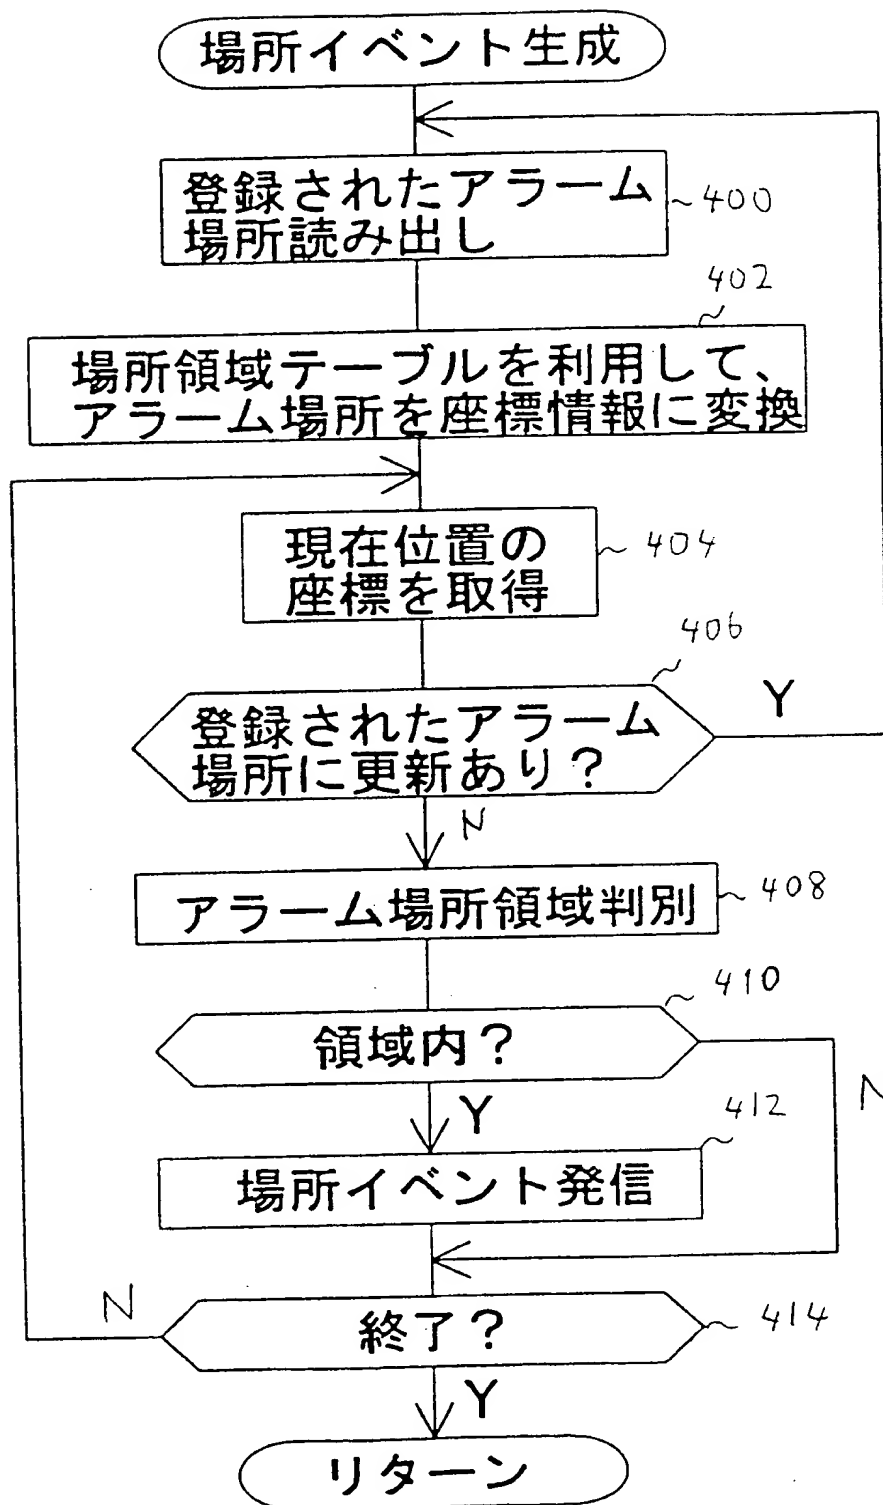 場所イベント生成
登録されたアラーム
場所読み出し
~400
402
場所領域テーブルを利用して、
アラーム場所を座標情報に変換
現在位置の
座標を取得
~404
406
登録されたアラーム
場所に更新あり?
Y
N
アラーム場所領域判別
~408
410
領域内?
N
Y
412
場所イベント発信
N
終了?
~414
Y
リターン